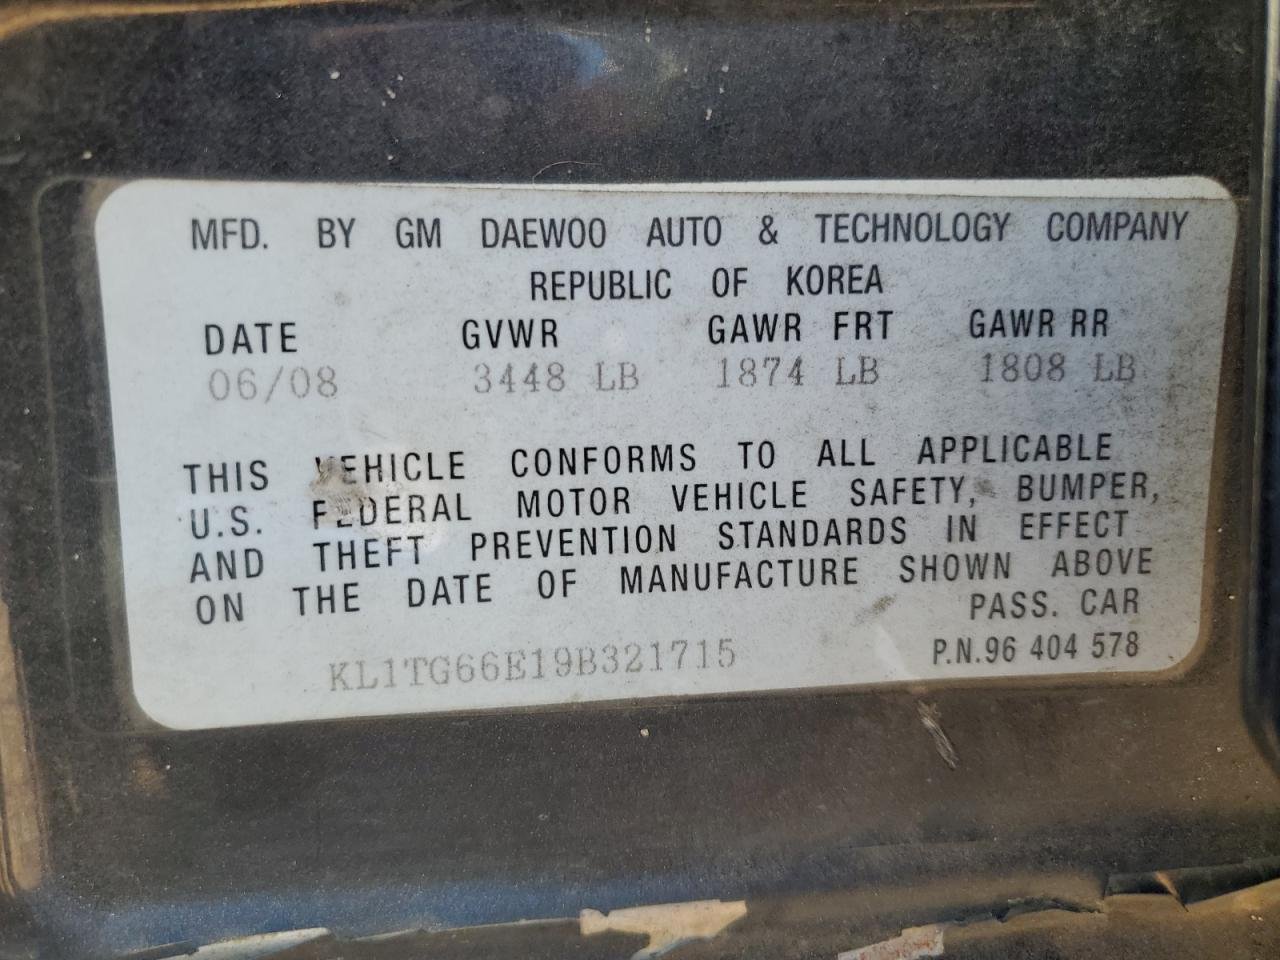 MFD. BY GM DAEWOO AUTO & TECHNOLOGY COMPANY
REPUBLIC OF KOREA
DATE GVWR GAWR FRT GAWR RR
06/08 3448 LB 1874 LB 1808 LB
THIS VEHICLE CONFORMS TO ALL APPLICABLE
U.S. FEDERAL MOTOR VEHICLE SAFETY, BUMPER,
AND THEFT PREVENTION STANDARDS IN EFFECT
ON THE DATE OF MANUFACTURE SHOWN ABOVE
PASS. CAR
KL1TG66E19B321715 P.N.96 404 578